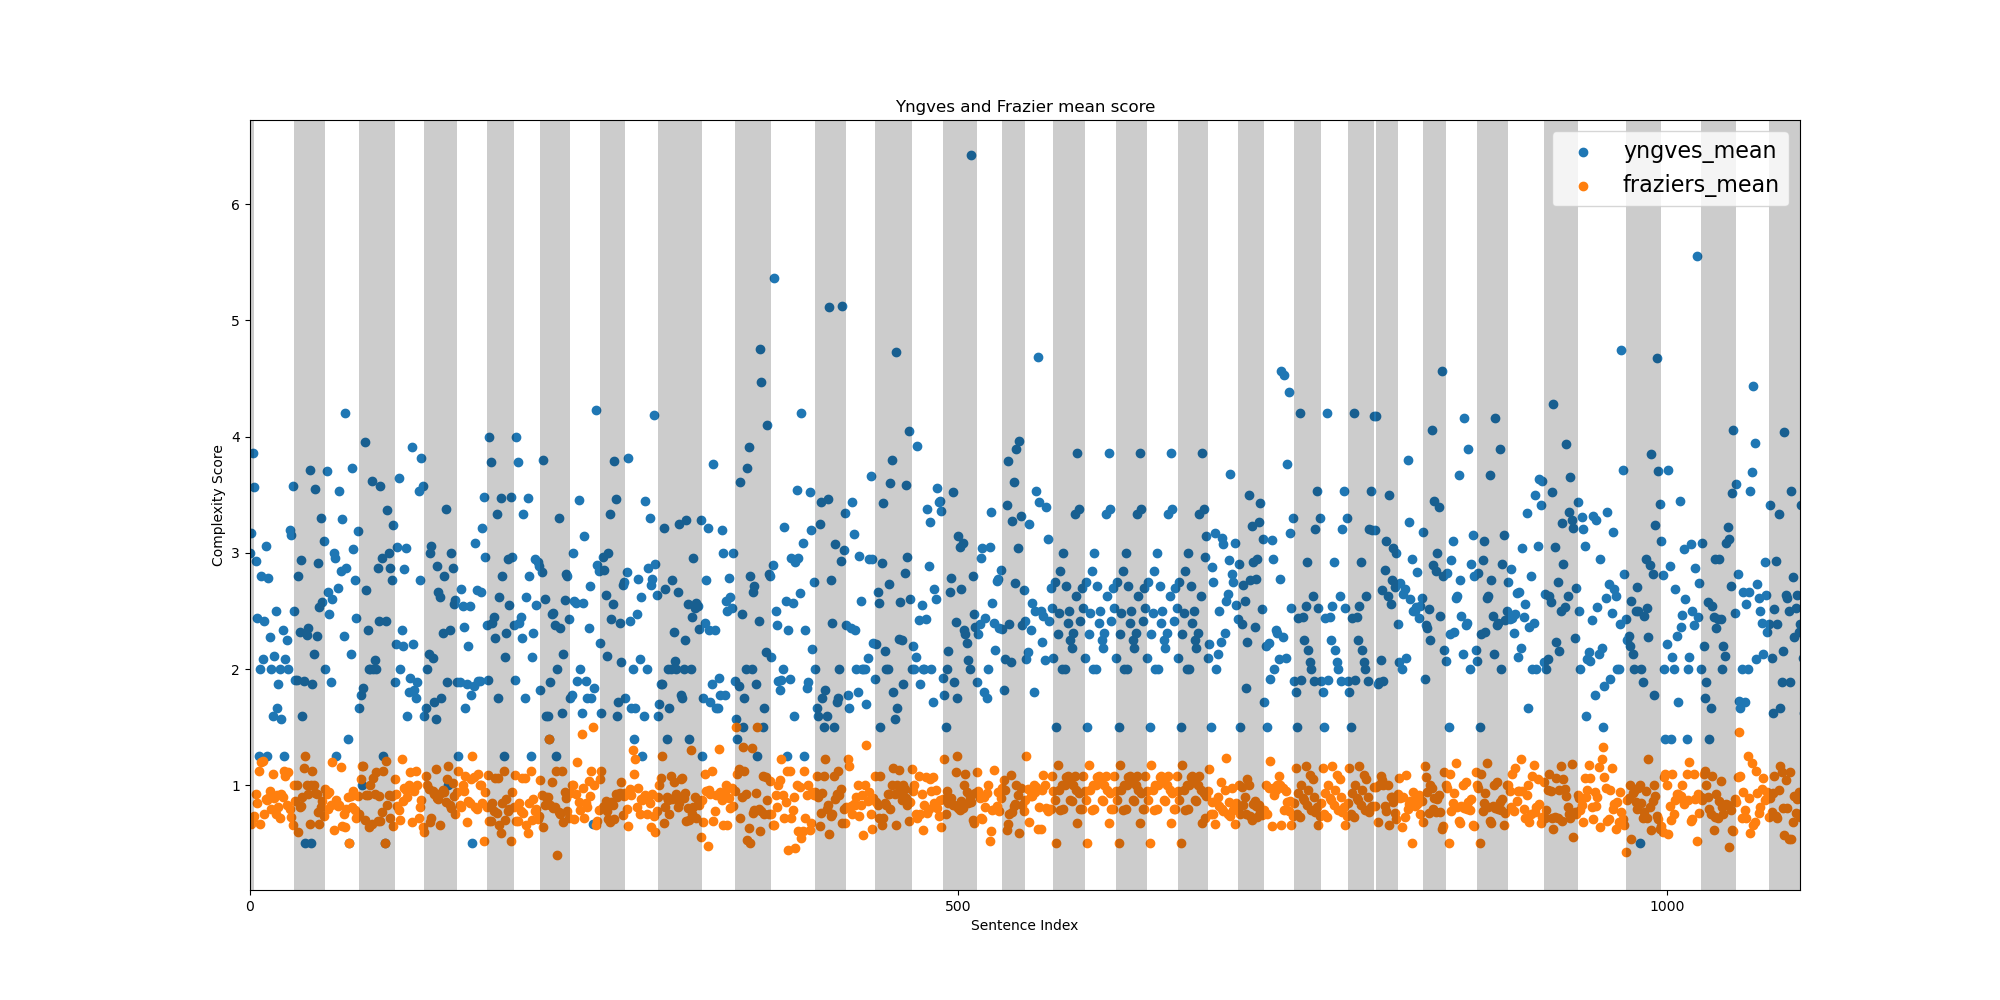 Yngves and Frazier mean score
yngves_mean
fraziers_mean
Complexity Score
6
5
4
3
2
1
0
500
1000
Sentence Index